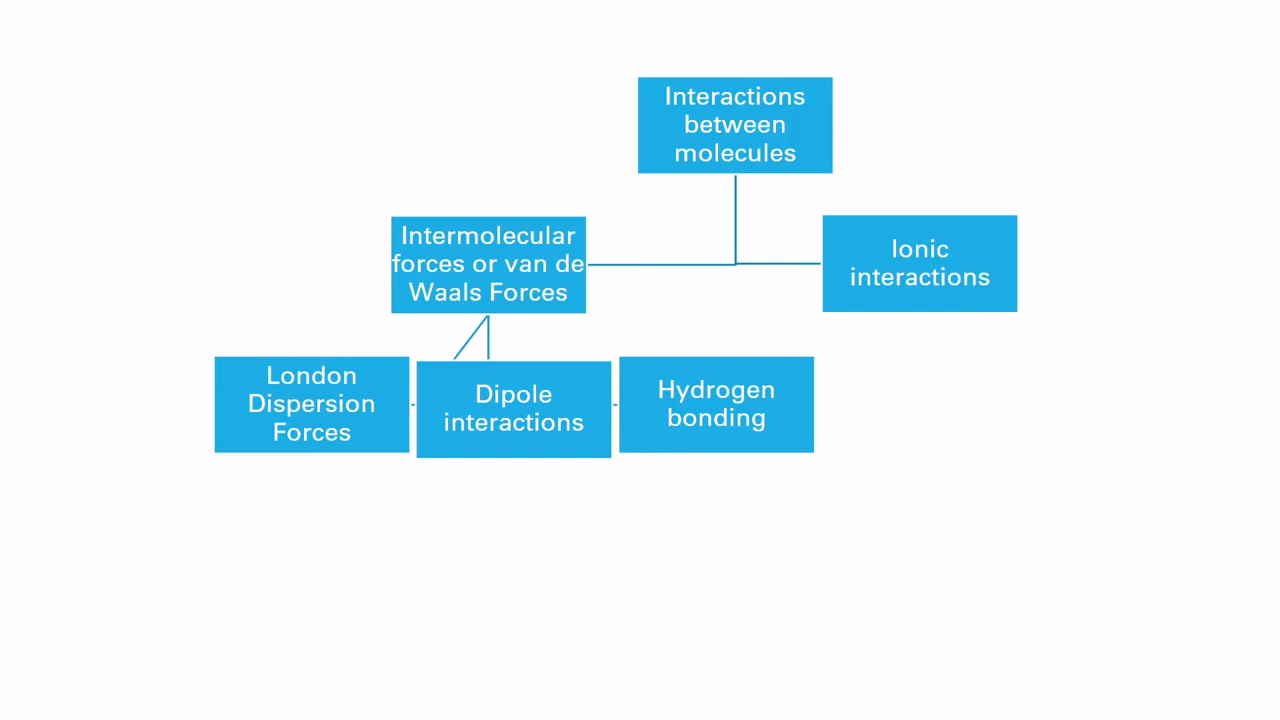 Interactions
between
molecules
Intermolecular
forces or van de
Waals Forces
Ionic
interactions
London
Dispersion
Forces
Dipole
interactions
Hydrogen
bonding